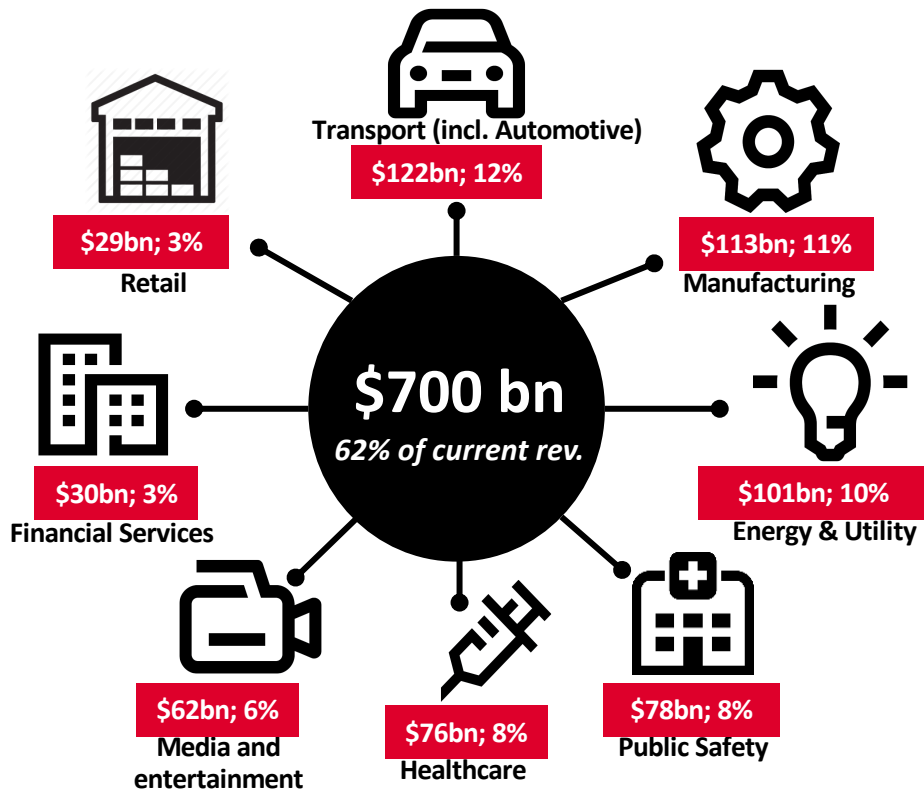 Transport (incl. Automotive)
$122bn; 12%
$29bn; 3%
Retail
$113bn; 11%
Manufacturing
$700 bn
62% of current rev.
$30bn; 3%
Financial Services
$101bn; 10%
Energy & Utility
$62bn; 6%
Media and
entertainment
$76bn; 8%
Healthcare
$78bn; 8%
Public Safety